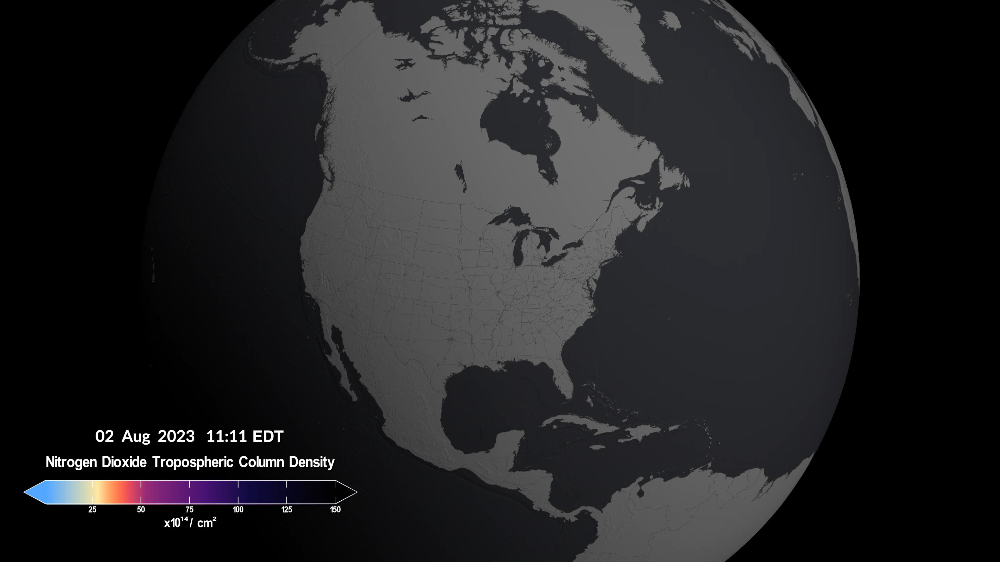 02 Aug 2023 11:11 EDT
Nitrogen Dioxide Tropospheric Column Density
25 50 75 100 125 150
x10¹⁴/ cm²